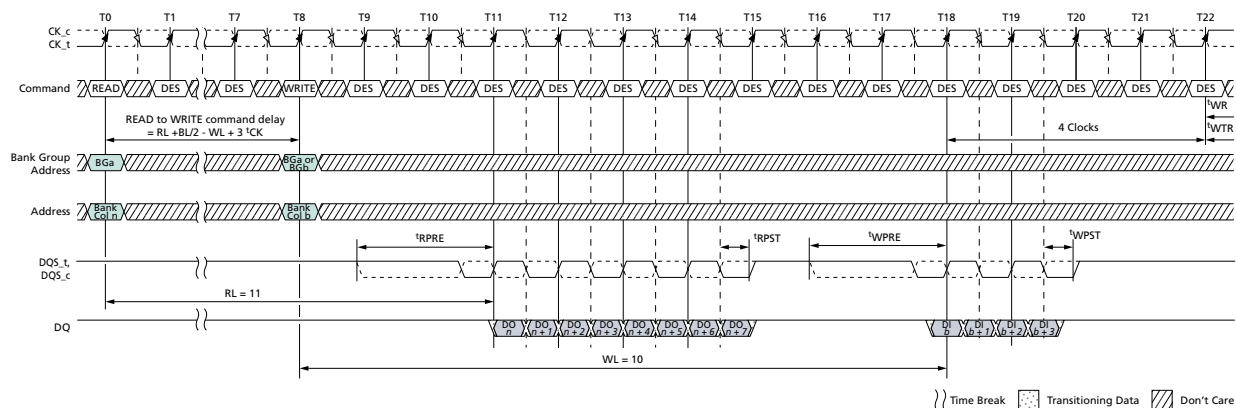 T0 T1 T7 T8 T9 T10 T11 T12 T13 T14 T15 T16 T17 T18 T19 T20 T21 T22
CK_c
CK_t
Command READ DES DES WRITE DES DES DES DES DES DES DES DES DES DES DES DES DES DES
READ to WRITE command delay
= RL +BL/2 - WL + 3 tCK
4 Clocks
tWR
tWTR
Bank Group
Address
BGa
BGa or
BGb
Address
Bank
Col n
Bank
Col b
tRPRE tRPST tWPRE tWPST
DQS_t,
DQS_c
RL = 11
DQ
DO
n
DO
n + 1
DO
n + 2
DO
n + 3
DO
n + 4
DO
n + 5
DO
n + 6
DO
n + 7
DI
b
DI
b + 1
DI
b + 2
DI
b + 3
WL = 10
Time Break Transitioning Data Don't Care